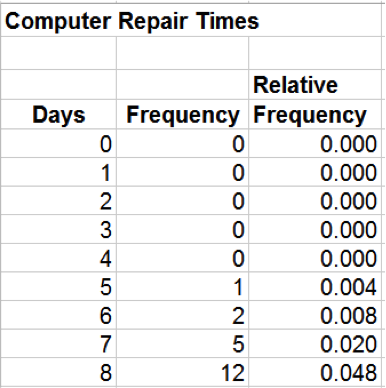 Computer Repair Times
Relative
Days Frequency Frequency
0 0 0.000
1 0 0.000
2 0 0.000
3 0 0.000
4 0 0.000
5 1 0.004
6 2 0.008
7 5 0.020
8 12 0.048